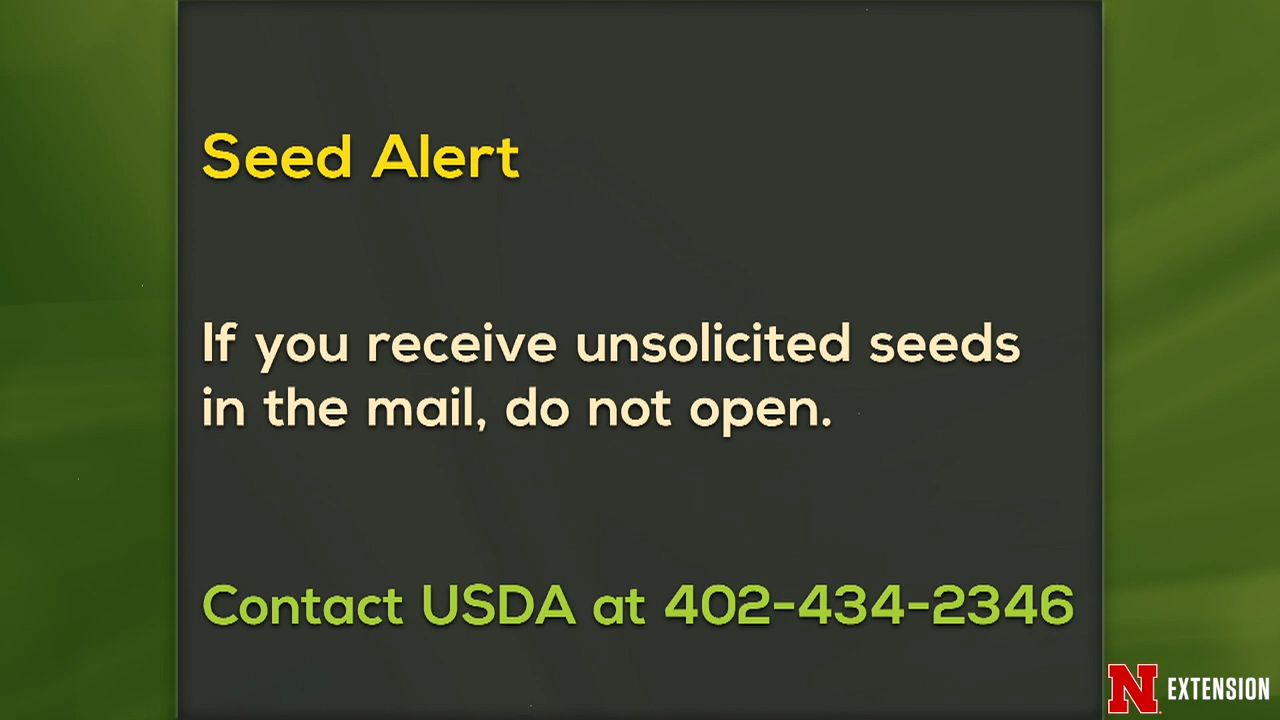 Seed Alert
If you receive unsolicited seeds
in the mail, do not open.
Contact USDA at 402-434-2346
N EXTENSION